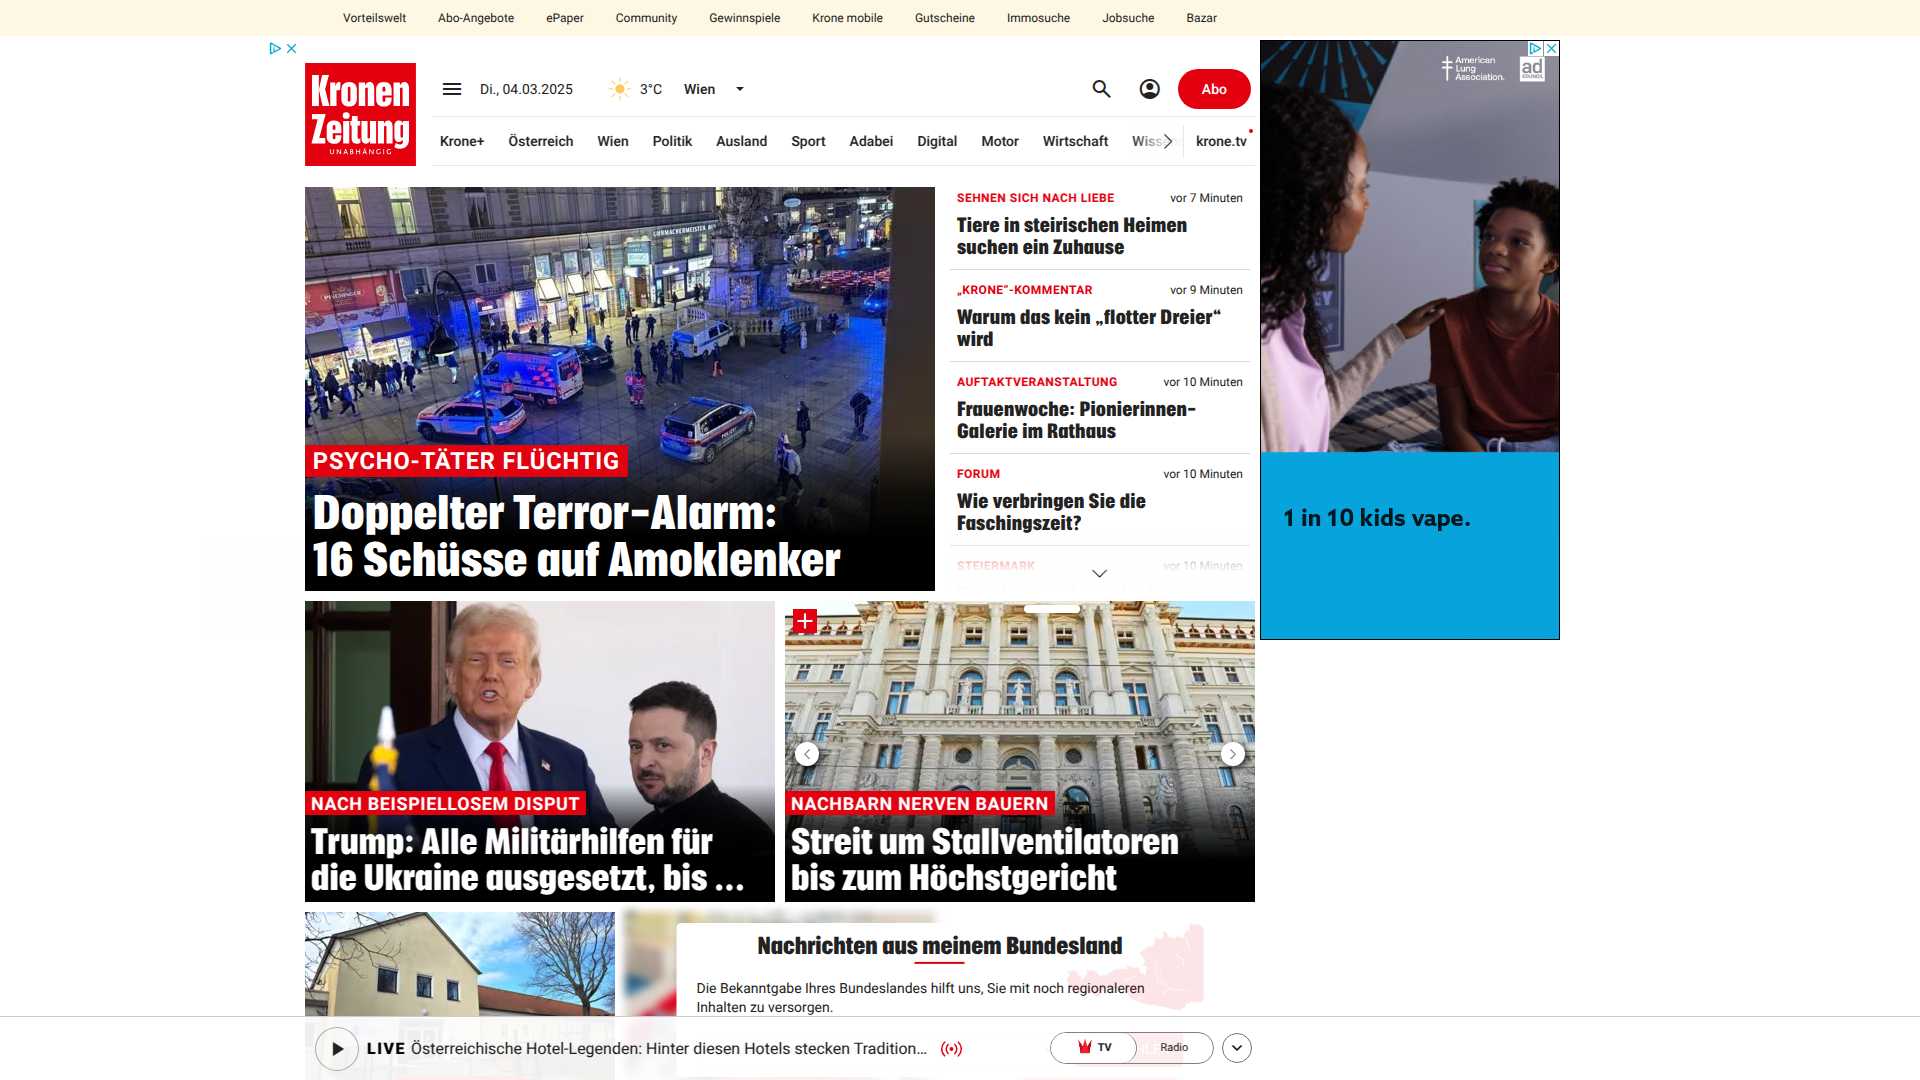 Vorteilswelt Abo-Angebote ePaper Community Gewinnspiele Krone mobile Gutscheine Immosuche Jobsuche Bazar
Kronen
Zeitung
UNABHÄNGIG
Di., 04.03.2025 3°C Wien Abo
Krone+ Österreich Wien Politik Ausland Sport Adabei Digital Motor Wirtschaft krone.tv
PSYCHO-TÄTER FLÜCHTIG
Doppelter Terror-Alarm:
16 Schüsse auf Amoklenker
SEHNEN SICH NACH LIEBE vor 7 Minuten
Tiere in steirischen Heimen
suchen ein Zuhause
„KRONE“-KOMMENTAR vor 9 Minuten
Warum das kein „flotter Dreier“
wird
AUFTAKTVERANSTALTUNG vor 10 Minuten
Frauenwoche: Pionierinnen-
Galerie im Rathaus
FORUM vor 10 Minuten
Wie verbringen Sie die
Faschingszeit?
STEIERMARK vor 10 Minuten
American
Lung
Association.
ad
COUNCIL
1 in 10 kids vape.
NACH BEISPIELLOSEM DISPUT
Trump: Alle Militärhilfen für
die Ukraine ausgesetzt, bis ...
NACHBARN NERVEN BAUERN
Streit um Stallventilatoren
bis zum Höchstgericht
Nachrichten aus meinem Bundesland
Die Bekanntgabe Ihres Bundeslandes hilft uns, Sie mit noch regionaleren
Inhalten zu versorgen.
LIVE Österreichische Hotel-Legenden: Hinter diesen Hotels stecken Tradition... TV Radio